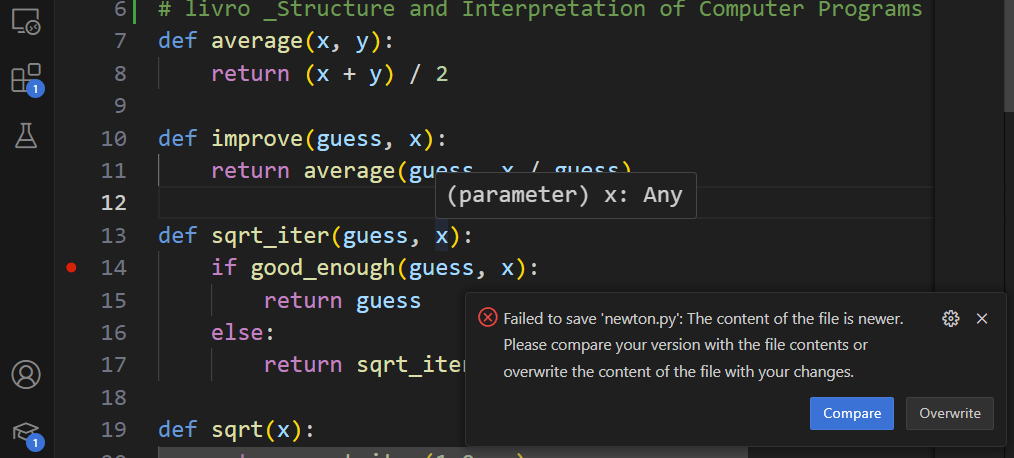 6 # livro _Structure and Interpretation of Computer Programs
7 def average(x, y):
8 return (x + y) / 2
9
10 def improve(guess, x):
11 return average(guess, x / guess)
12
(parameter) x: Any
13 def sqrt_iter(guess, x):
14 if good_enough(guess, x):
15 return guess
16 else:
17 return sqrt_iter
18
19 def sqrt(x):
Failed to save 'newton.py': The content of the file is newer.
Please compare your version with the file contents or
overwrite the content of the file with your changes.
Compare Overwrite
1
1